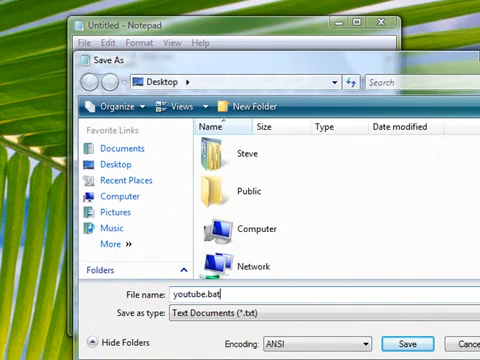 Untitled - Notepad
File Edit Format View Help
Save As
Desktop
Search
Organize Views New Folder
Favorite Links
Name Size Type Date modified
Documents
Desktop
Recent Places
Computer
Pictures
Music
More
Folders
Steve
Public
Computer
Network
File name: youtube.bat
Save as type: Text Documents (*.txt)
Hide Folders Encoding: ANSI Save Cance